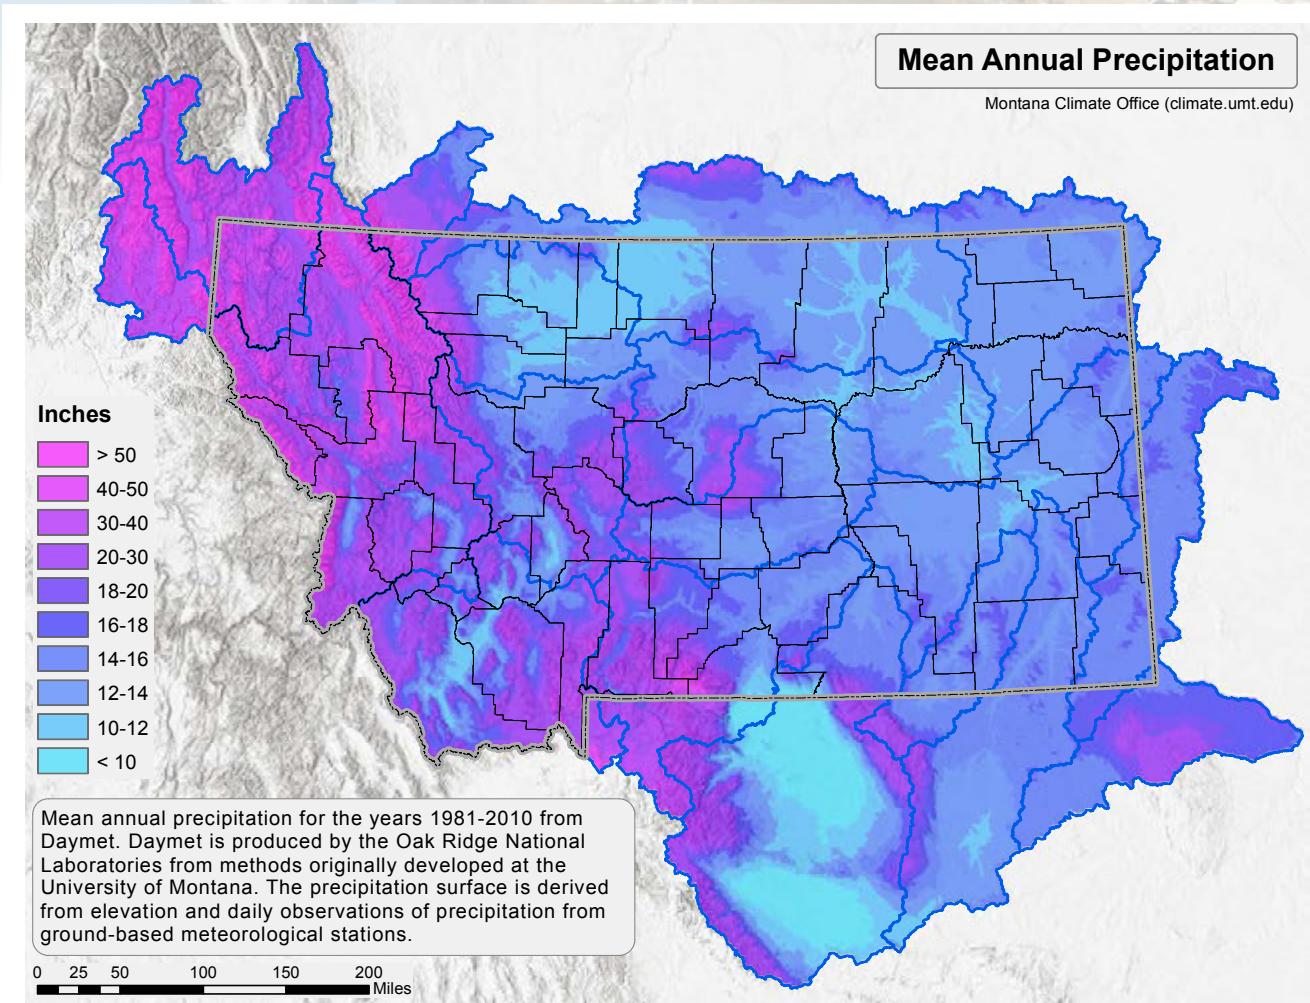 Mean Annual Precipitation
Montana Climate Office (climate.umt.edu)
Inches
> 50
40-50
30-40
20-30
18-20
16-18
14-16
12-14
10-12
< 10
Mean annual precipitation for the years 1981-2010 from
Daymet. Daymet is produced by the Oak Ridge National
Laboratories from methods originally developed at the
University of Montana. The precipitation surface is derived
from elevation and daily observations of precipitation from
ground-based meteorological stations.
0 25 50 100 150 200
Miles